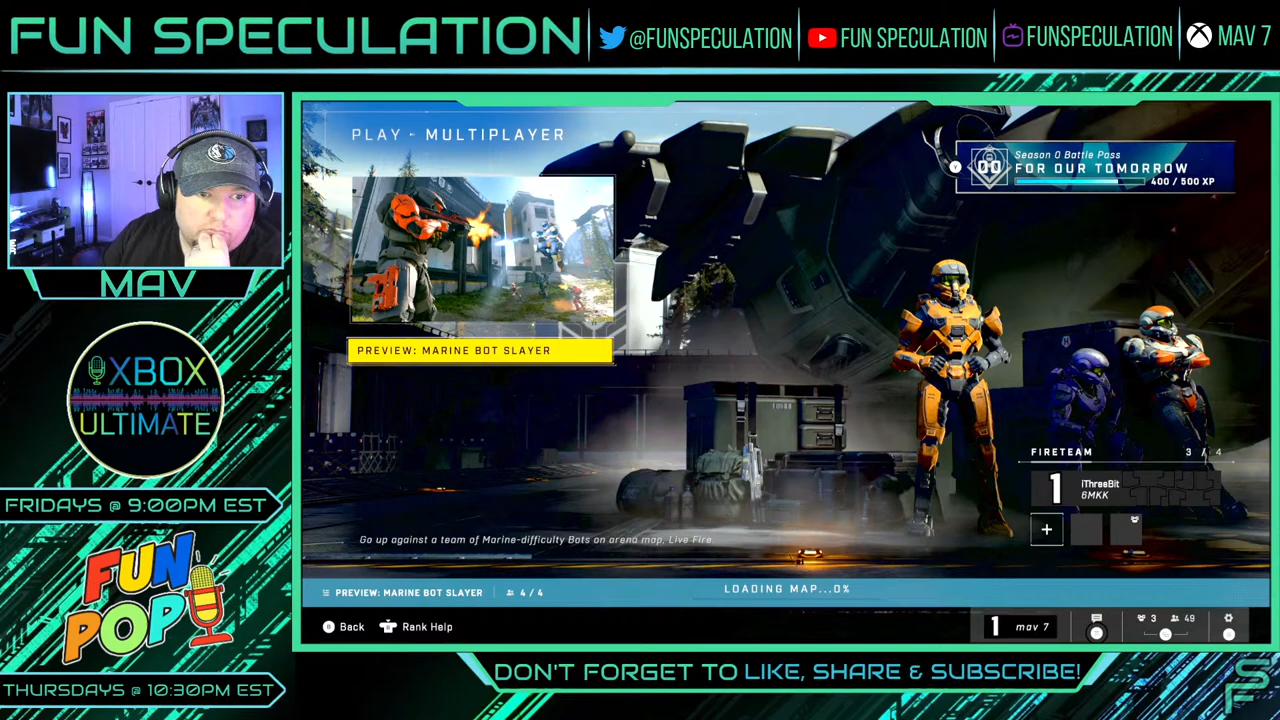 FUN SPECULATION
@FUNSPECULATION
FUN SPECULATION
FUNSPECULATION
MAV 7
MAV
XBOX
ULTIMATE
FRIDAYS @ 9:00PM EST
FUN
POP
THURSDAYS @ 10:30PM EST
PLAY - MULTIPLAYER
Season 0 Battle Pass
00
FOR OUR TOMORROW
400 / 500 XP
PREVIEW: MARINE BOT SLAYER
FIRETEAM
3 / 4
1
iThreeBit
6MKK
+
Go up against a team of Marine-difficulty Bots on arena map, Live Fire.
PREVIEW: MARINE BOT SLAYER
4 / 4
LOADING MAP...0%
B Back
Rank Help
1
mav 7
3
49
DON'T FORGET TO LIKE, SHARE & SUBSCRIBE!
SF